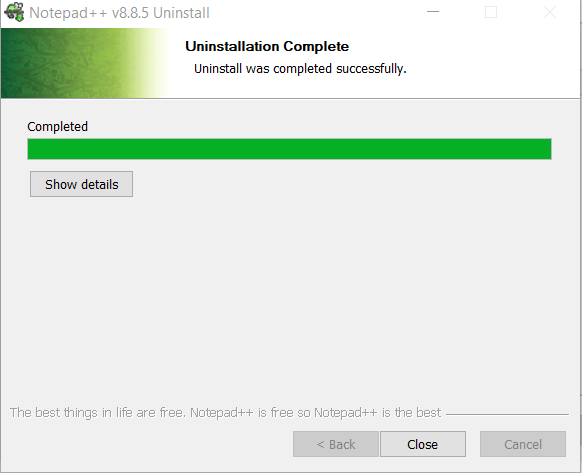 Notepad++ v8.8.5 Uninstall
Uninstallation Complete
Uninstall was completed successfully.
Completed
Show details
The best things in life are free. Notepad++ is free so Notepad++ is the best
< Back
Close
Cancel